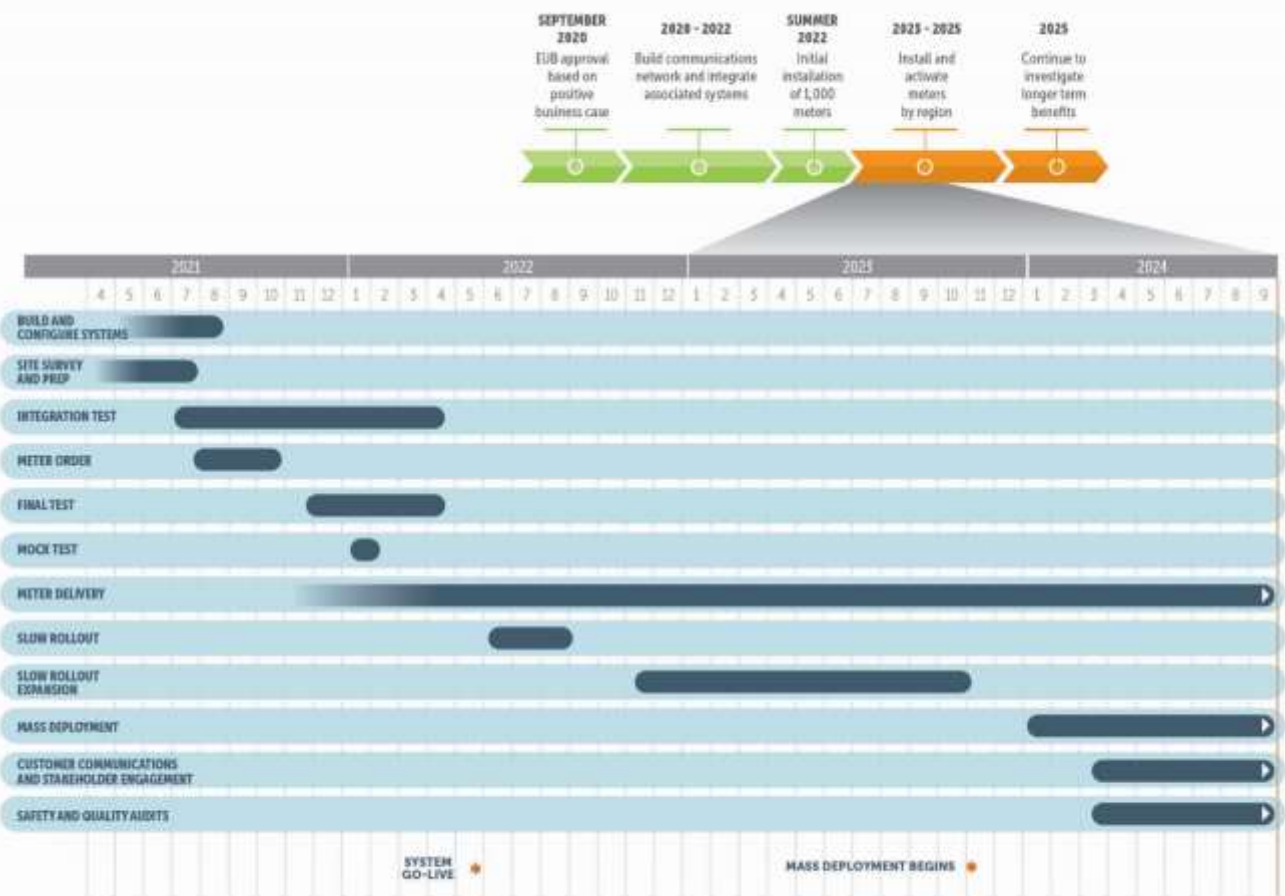 SEPTEMBER
2020
EUB approval
based on
positive
business case
2020 - 2022
Build communications
network and integrate
associated systems
SUMMER
2022
Initial
installation
of 1,000
meters
2023 - 2025
Install and
activate
meters
by region
2025
Continue to
investigate
longer term
benefits
2021 2022 2023 2024
4 5 6 7 8 9 10 11 12 1 2 3 4 5 6 7 8 9 10 11 12 1 2 3 4 5 6 7 8 9 10 11 12 1 2 3 4 5 6 7 8 9
BUILD AND
CONFIGURE SYSTEMS
SITE SURVEY
AND PREP
INTEGRATION TEST
METER ORDER
FINAL TEST
MOCK TEST
METER DELIVERY
SLOW ROLLOUT
SLOW ROLLOUT
EXPANSION
MASS DEPLOYMENT
CUSTOMER COMMUNICATIONS
AND STAKEHOLDER ENGAGEMENT
SAFETY AND QUALITY AUDITS
SYSTEM
GO-LIVE
MASS DEPLOYMENT BEGINS